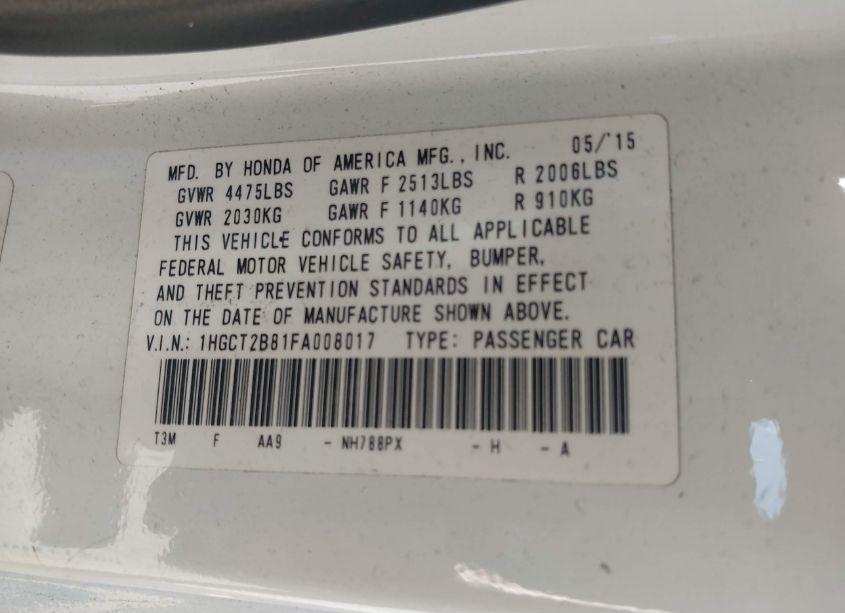 MFD. BY HONDA OF AMERICA MFG., INC. 05/'15
GVWR 4475LBS GAWR F 2513LBS R 2006LBS
GVWR 2030KG GAWR F 1140KG R 910KG
THIS VEHICLE CONFORMS TO ALL APPLICABLE
FEDERAL MOTOR VEHICLE SAFETY, BUMPER,
AND THEFT PREVENTION STANDARDS IN EFFECT
ON THE DATE OF MANUFACTURE SHOWN ABOVE.
V.I.N.: 1HGCT2B81FA008017 TYPE: PASSENGER CAR
T3M F AA9 - NH788PX - H - A